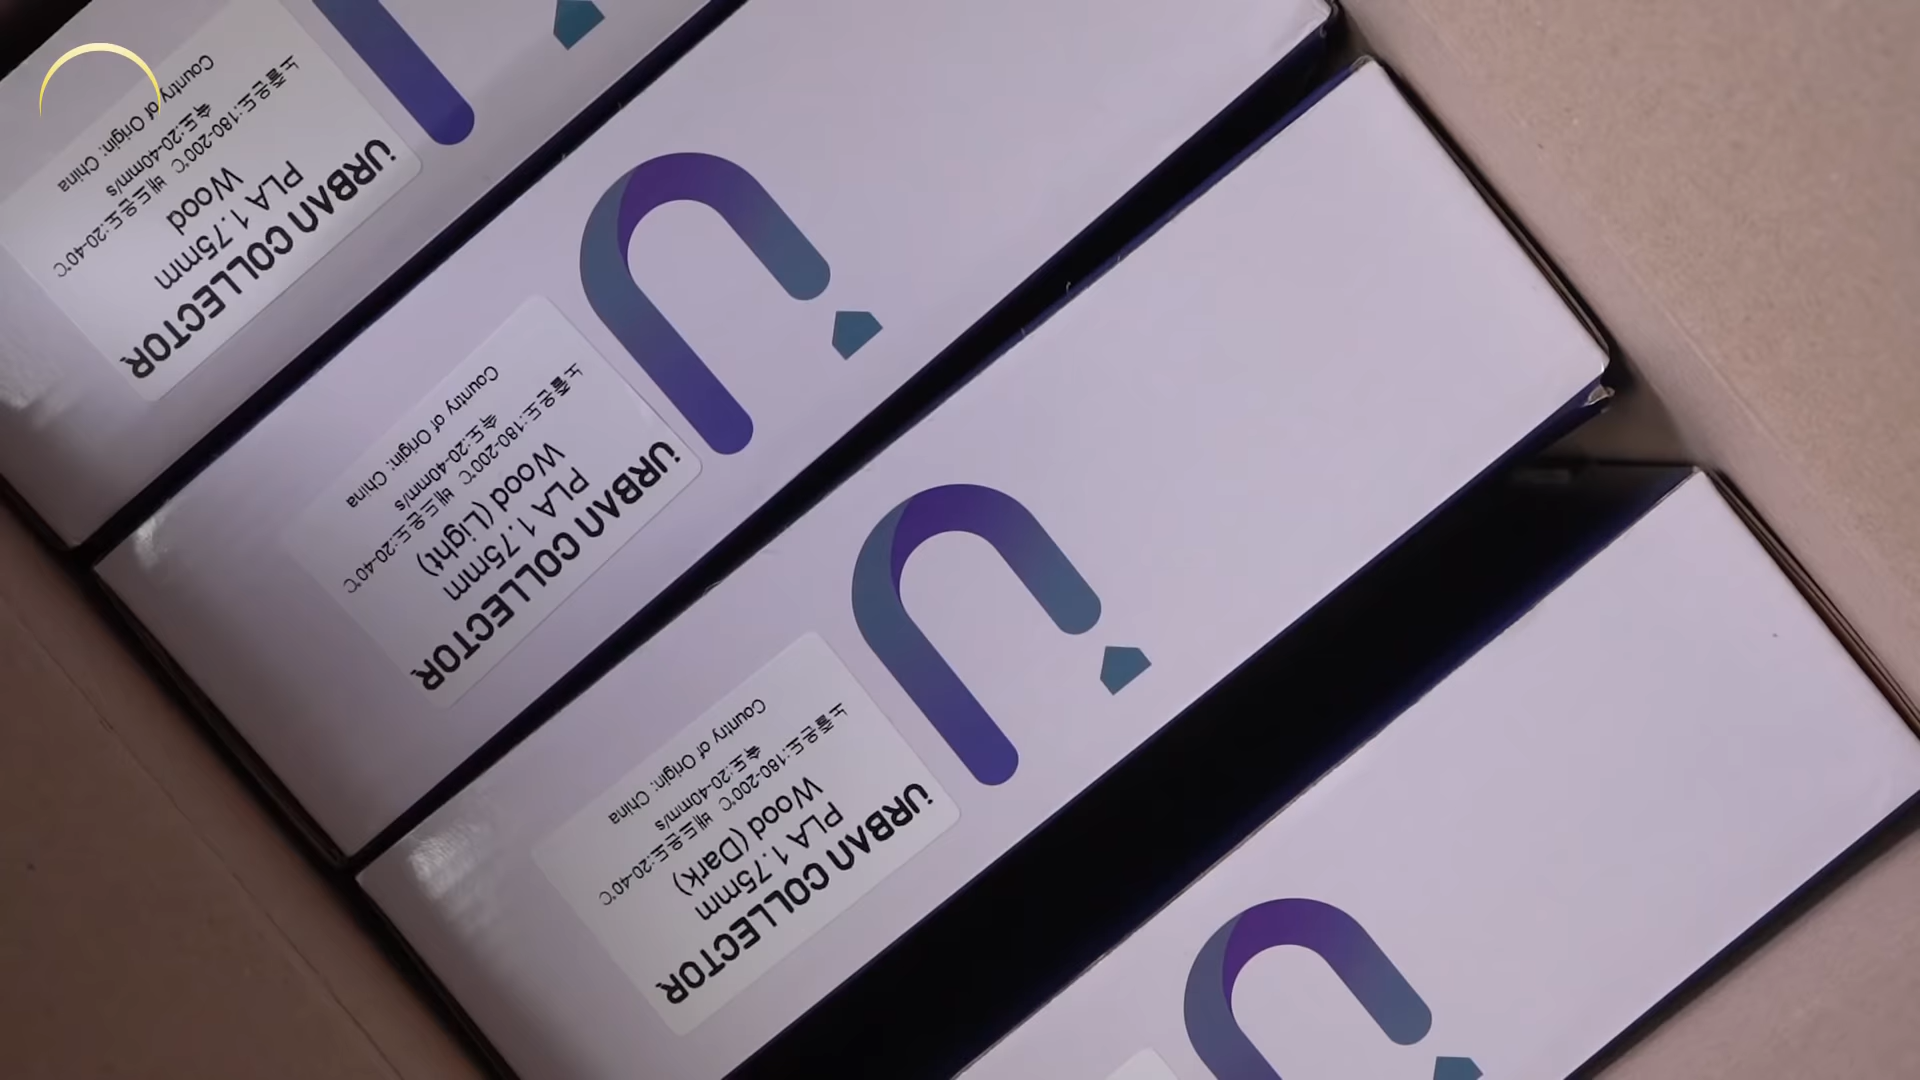 URBAN COLLECTOR
PLA 1.75mm
Wood
노즐온도:180-200℃ 베드온도:20-40℃
속도:20-40mm/s
Country of Origin: China
URBAN COLLECTOR
PLA 1.75mm
Wood (Light)
노즐온도:180-200℃ 베드온도:20-40℃
속도:20-40mm/s
Country of Origin: China
URBAN COLLECTOR
PLA 1.75mm
Wood (Dark)
노즐온도:180-200℃ 베드온도:20-40℃
속도:20-40mm/s
Country of Origin: China